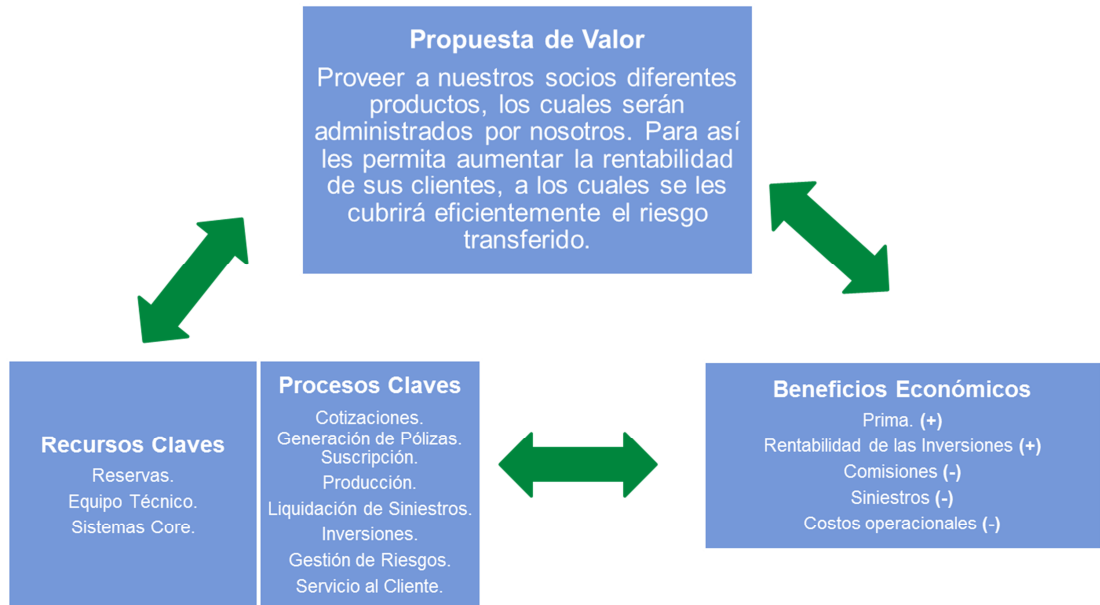 Propuesta de Valor
Proveer a nuestros socios diferentes
productos, los cuales serán
administrados por nosotros. Para así
les permita aumentar la rentabilidad
de sus clientes, a los cuales se les
cubrirá eficientemente el riesgo
transferido.
Recursos Claves
Reservas.
Equipo Técnico.
Sistemas Core.
Procesos Claves
Cotizaciones.
Generación de Pólizas.
Suscripción.
Producción.
Liquidación de Siniestros.
Inversiones.
Gestión de Riesgos.
Servicio al Cliente.
Beneficios Económicos
Prima. (+)
Rentabilidad de las Inversiones (+)
Comisiones (-)
Siniestros (-)
Costos operacionales (-)